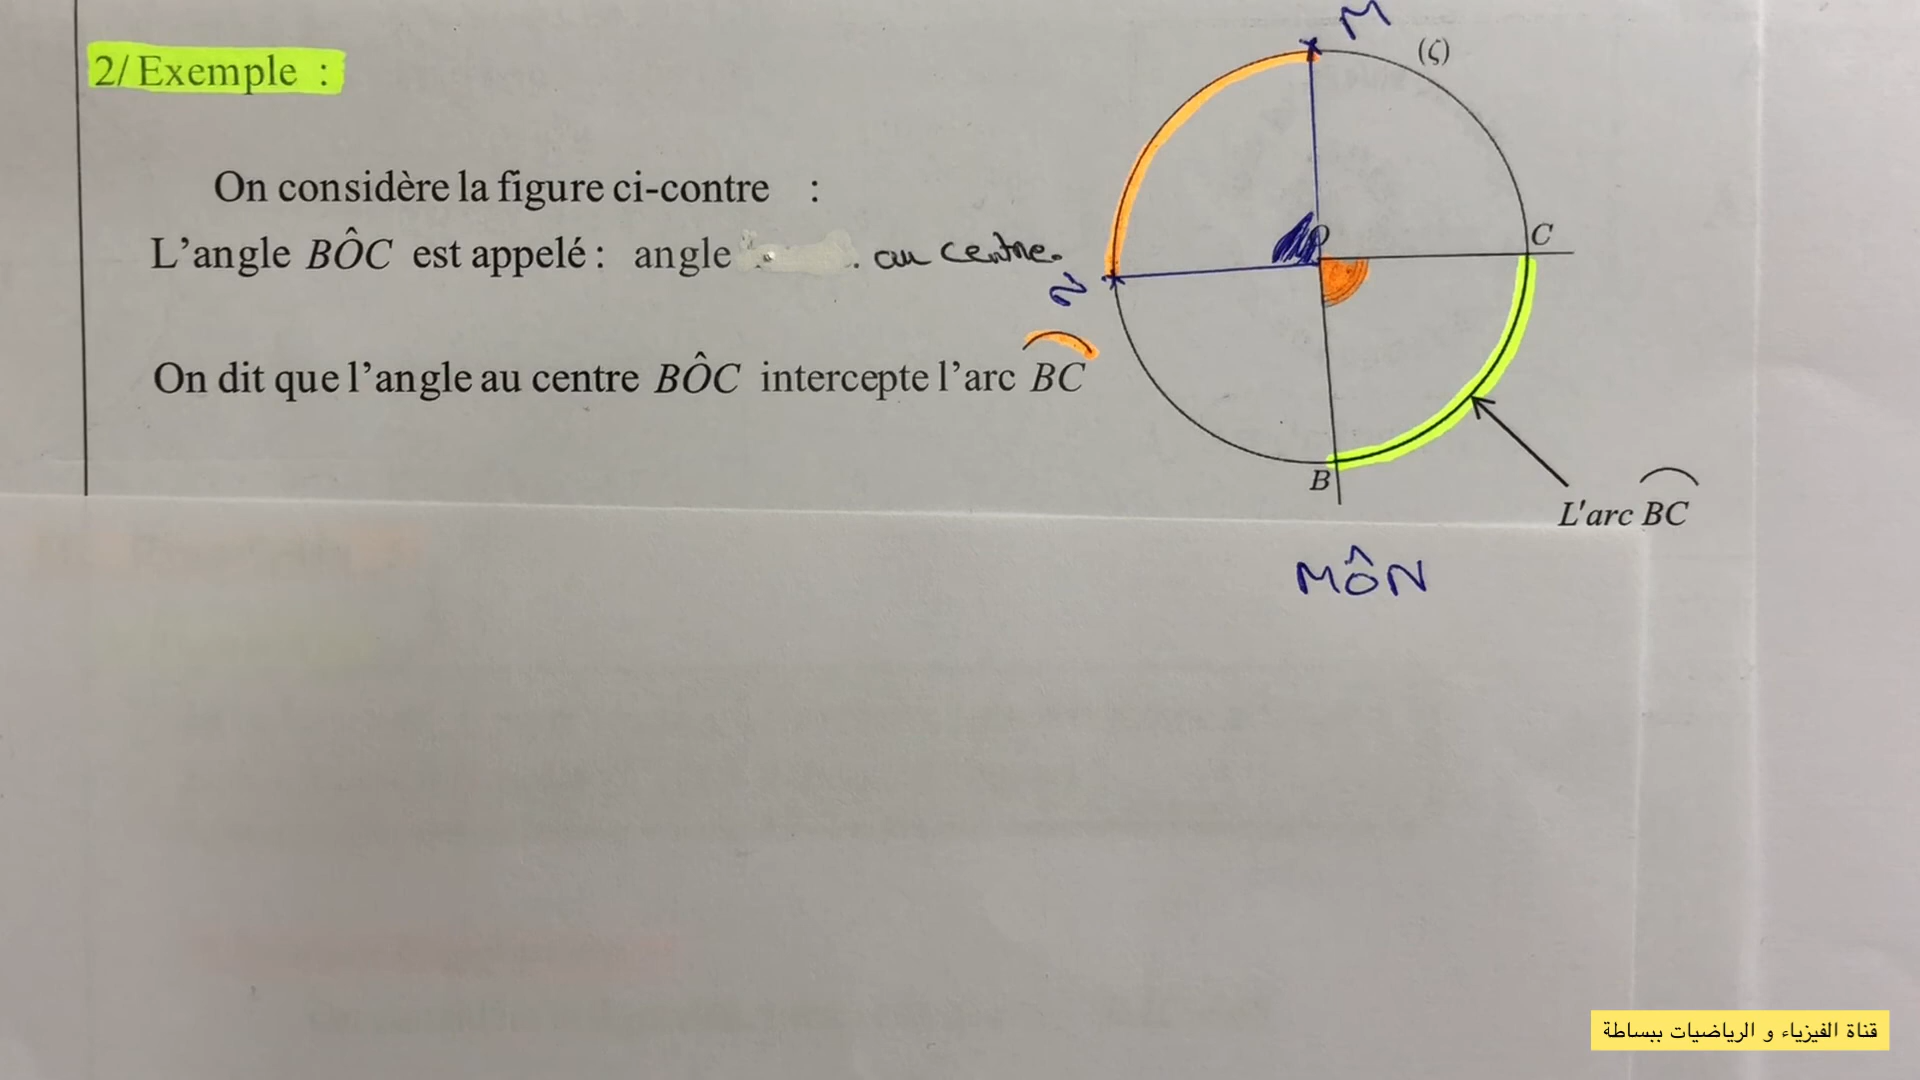 2/ Exemple :
On considère la figure ci-contre :
L'angle BÔC est appelé : angle . au centre.
On dit que l'angle au centre BÔC intercepte l'arc BC
M
(ζ)
O
C
N
B
L'arc BC
MÔN
قناة الفيزياء و الرياضيات ببساطة